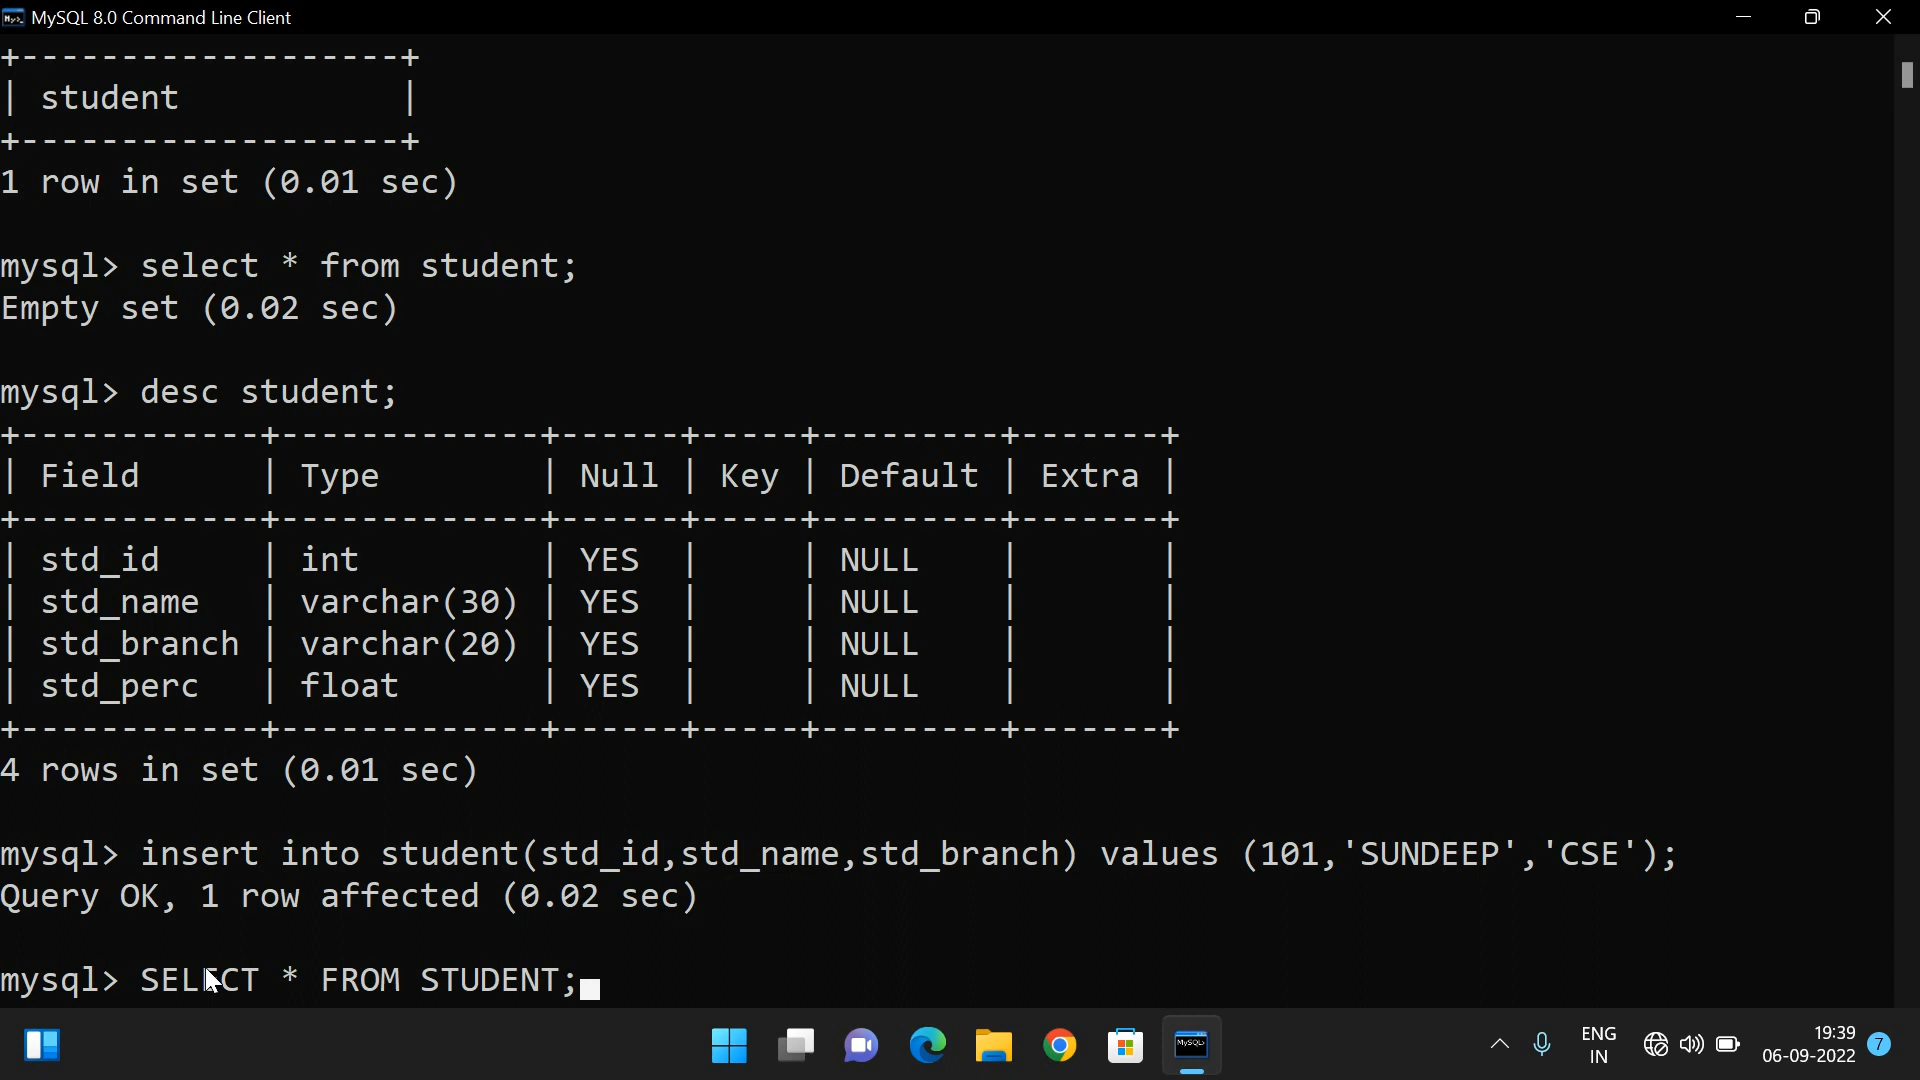 MySQL 8.0 Command Line Client
+-------------------+
| student           |
+-------------------+
1 row in set (0.01 sec)
mysql> select * from student;
Empty set (0.02 sec)
mysql> desc student;
+------------+-------------+------+-----+---------+-------+
| Field      | Type        | Null | Key | Default | Extra |
+------------+-------------+------+-----+---------+-------+
| std_id     | int         | YES  |     | NULL    |       |
| std_name   | varchar(30) | YES  |     | NULL    |       |
| std_branch | varchar(20) | YES  |     | NULL    |       |
| std_perc   | float       | YES  |     | NULL    |       |
+------------+-------------+------+-----+---------+-------+
4 rows in set (0.01 sec)
mysql> insert into student(std_id,std_name,std_branch) values (101,'SUNDEEP','CSE');
Query OK, 1 row affected (0.02 sec)
mysql> SELECT * FROM STUDENT;
MySQL>
ENG
IN
19:39
06-09-2022
7